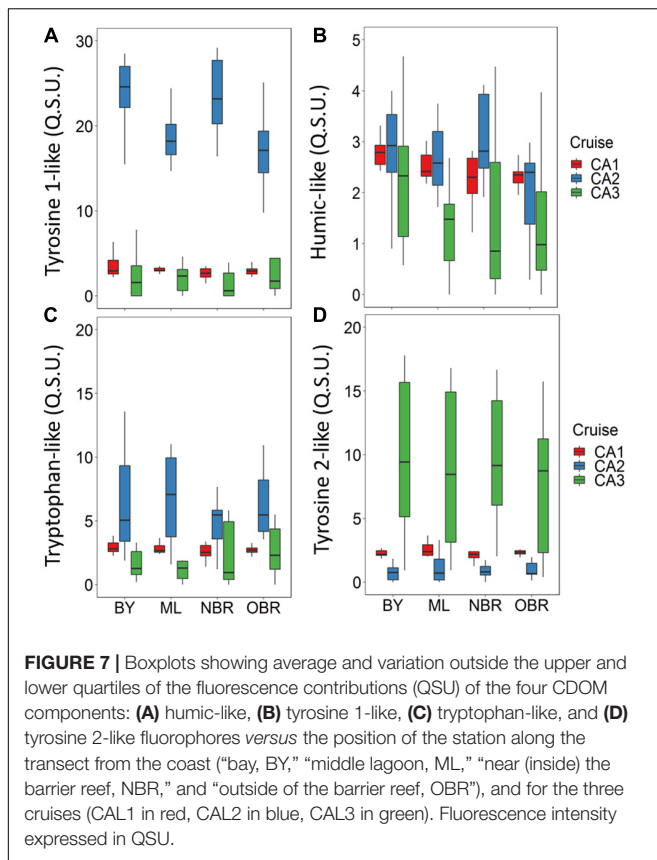 A
Tyrosine 1-like (Q.S.U.)
30
20
10
0
B
Humic-like (Q.S.U.)
5
4
3
2
1
0
Cruise
CA1
CA2
CA3
C
Tryptophan-like (Q.S.U.)
20
15
10
5
0
BY ML NBR OBR
D
Tyrosine 2-like (Q.S.U.)
20
15
10
5
0
BY ML NBR OBR
Cruise
CA1
CA2
CA3
FIGURE 7 | Boxplots showing average and variation outside the upper and
lower quartiles of the fluorescence contributions (QSU) of the four CDOM
components: (A) humic-like, (B) tyrosine 1-like, (C) tryptophan-like, and (D)
tyrosine 2-like fluorophores versus the position of the station along the
transect from the coast (“bay, BY,” “middle lagoon, ML,” “near (inside) the
barrier reef, NBR,” and “outside of the barrier reef, OBR”), and for the three
cruises (CAL1 in red, CAL2 in blue, CAL3 in green). Fluorescence intensity
expressed in QSU.